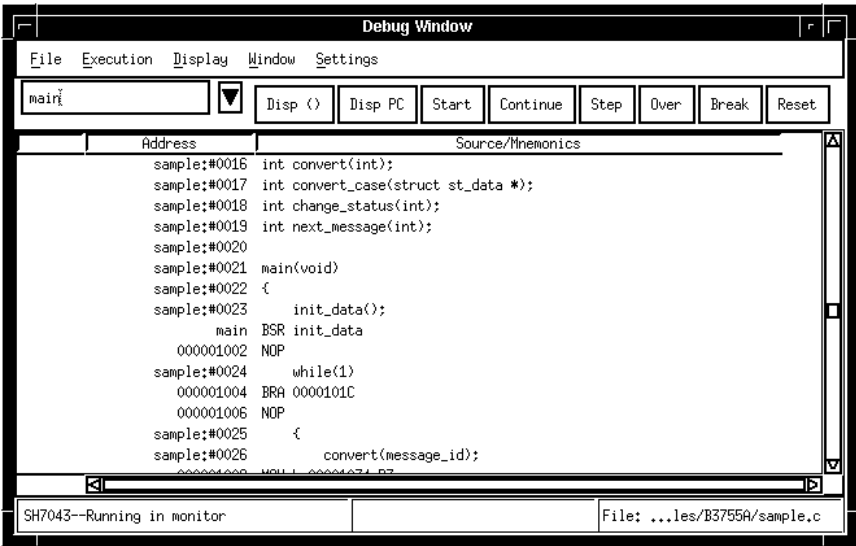 Debug Window
File Execution Display Window Settings
main
Disp () Disp PC Start Continue Step Over Break Reset
Address Source/Mnemonics
sample:#0016 int convert(int);
sample:#0017 int convert_case(struct st_data *);
sample:#0018 int change_status(int);
sample:#0019 int next_message(int);
sample:#0020
sample:#0021 main(void)
sample:#0022 {
sample:#0023 init_data();
main BSR init_data
000001002 NOP
sample:#0024 while(1)
000001004 BRA 0000101C
000001006 NOP
sample:#0025 {
sample:#0026 convert(message_id);
SH7043--Running in monitor File: ...les/B3755A/sample.c